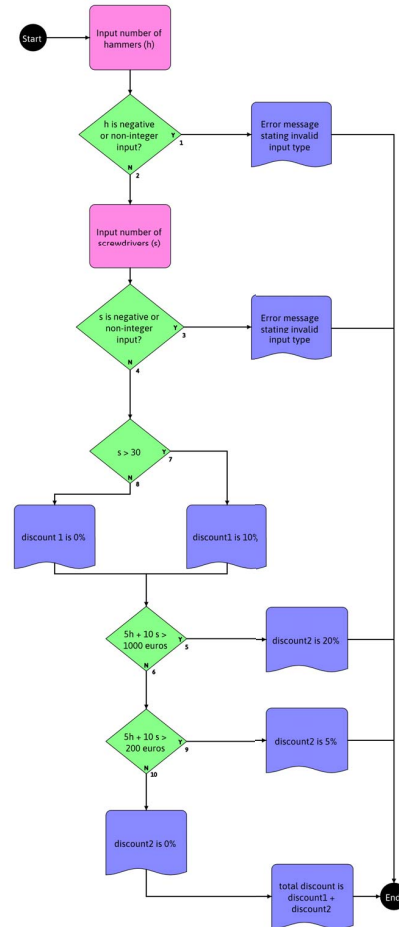 Start
Input number of
hammers (h)
h is negative
or non-integer
input?
Y
1
N
2
Error message
stating invalid
input type
Input number of
screwdrivers (s)
s is negative or
non-integer
input?
Y
3
N
4
Error message
stating invalid
input type
s > 30
Y
7
N
8
discount 1 is 0%
discount1 is 10%
5h + 10 s >
1000 euros
Y
5
N
6
discount2 is 20%
5h + 10 s >
200 euros
Y
9
N
10
discount2 is 5%
discount2 is 0%
total discount is
discount1 +
discount2
End